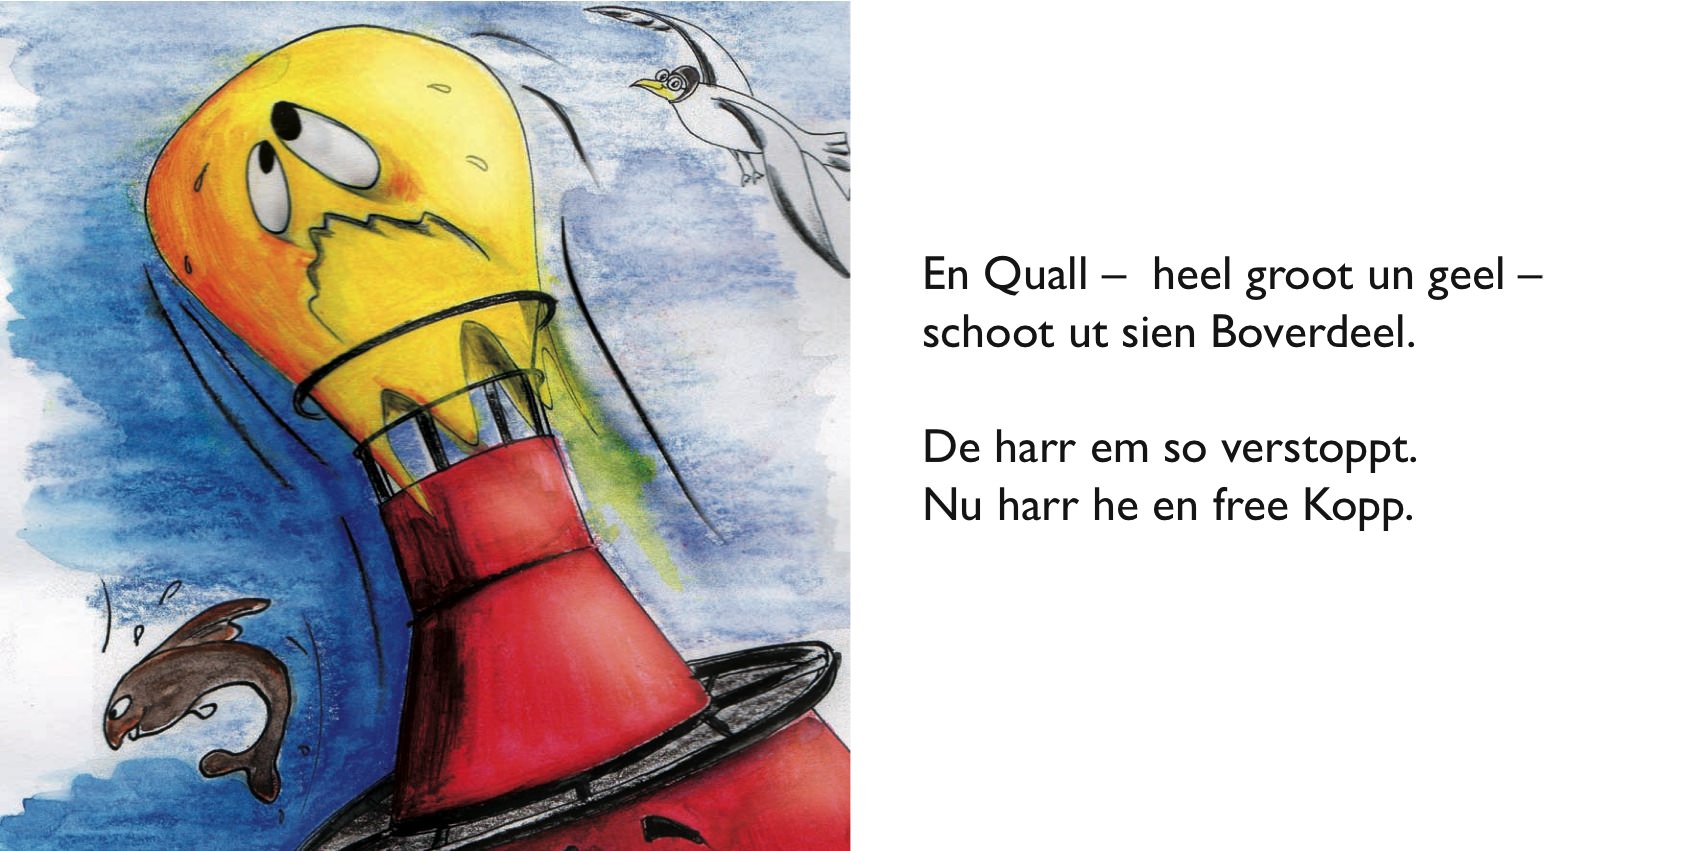 En Quall – heel groot un geel –
schoot ut sien Boverdeel.
De harr em so verstoppt.
Nu harr he en free Kopp.